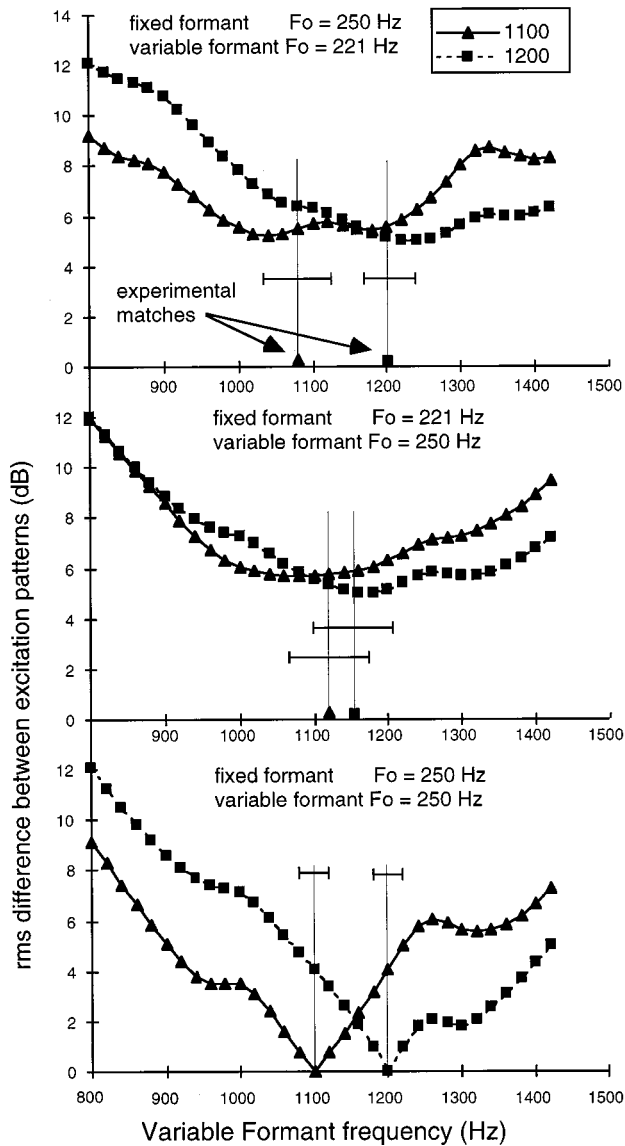 fixed formant Fo = 250 Hz
variable formant Fo = 221 Hz
1100
1200
14
12
10
8
6
4
2
0
experimental
matches
900 1000 1100 1200 1300 1400 1500
fixed formant Fo = 221 Hz
variable formant Fo = 250 Hz
12
10
8
6
4
2
0
900 1000 1100 1200 1300 1400 1500
fixed formant Fo = 250 Hz
variable formant Fo = 250 Hz
12
10
8
6
4
2
0
800 900 1000 1100 1200 1300 1400 1500
rms difference between excitation patterns (dB)
Variable Formant frequency (Hz)